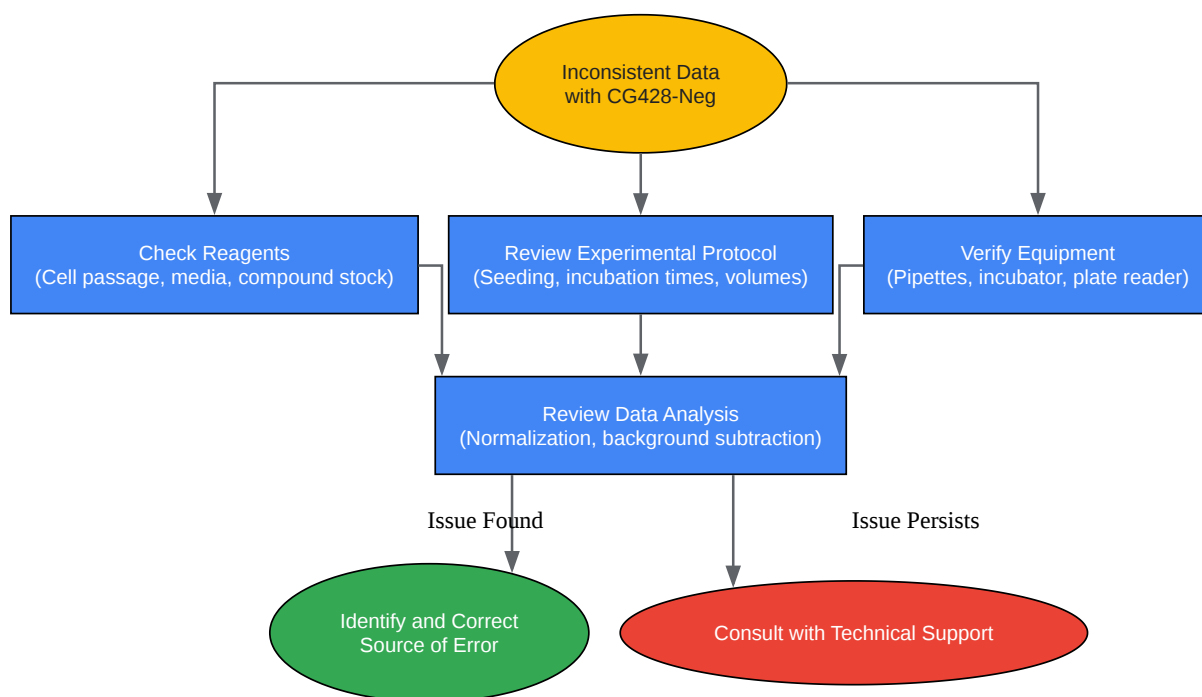 Inconsistent Data
with CG428-Neg
Check Reagents
(Cell passage, media, compound stock)
Review Experimental Protocol
(Seeding, incubation times, volumes)
Verify Equipment
(Pipettes, incubator, plate reader)
Review Data Analysis
(Normalization, background subtraction)
Issue Found
Issue Persists
Identify and Correct
Source of Error
Consult with Technical Support